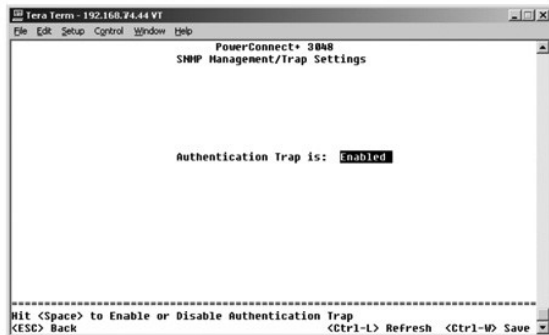 Tera Term - 192.168.74.44 VT
File Edit Setup Control Window Help
PowerConnect+ 3048
SNMP Management/Trap Settings
Authentication Trap is: Enabled
Hit <Space> to Enable or Disable Authentication Trap
<ESC> Back <Ctrl-L> Refresh <Ctrl-W> Save